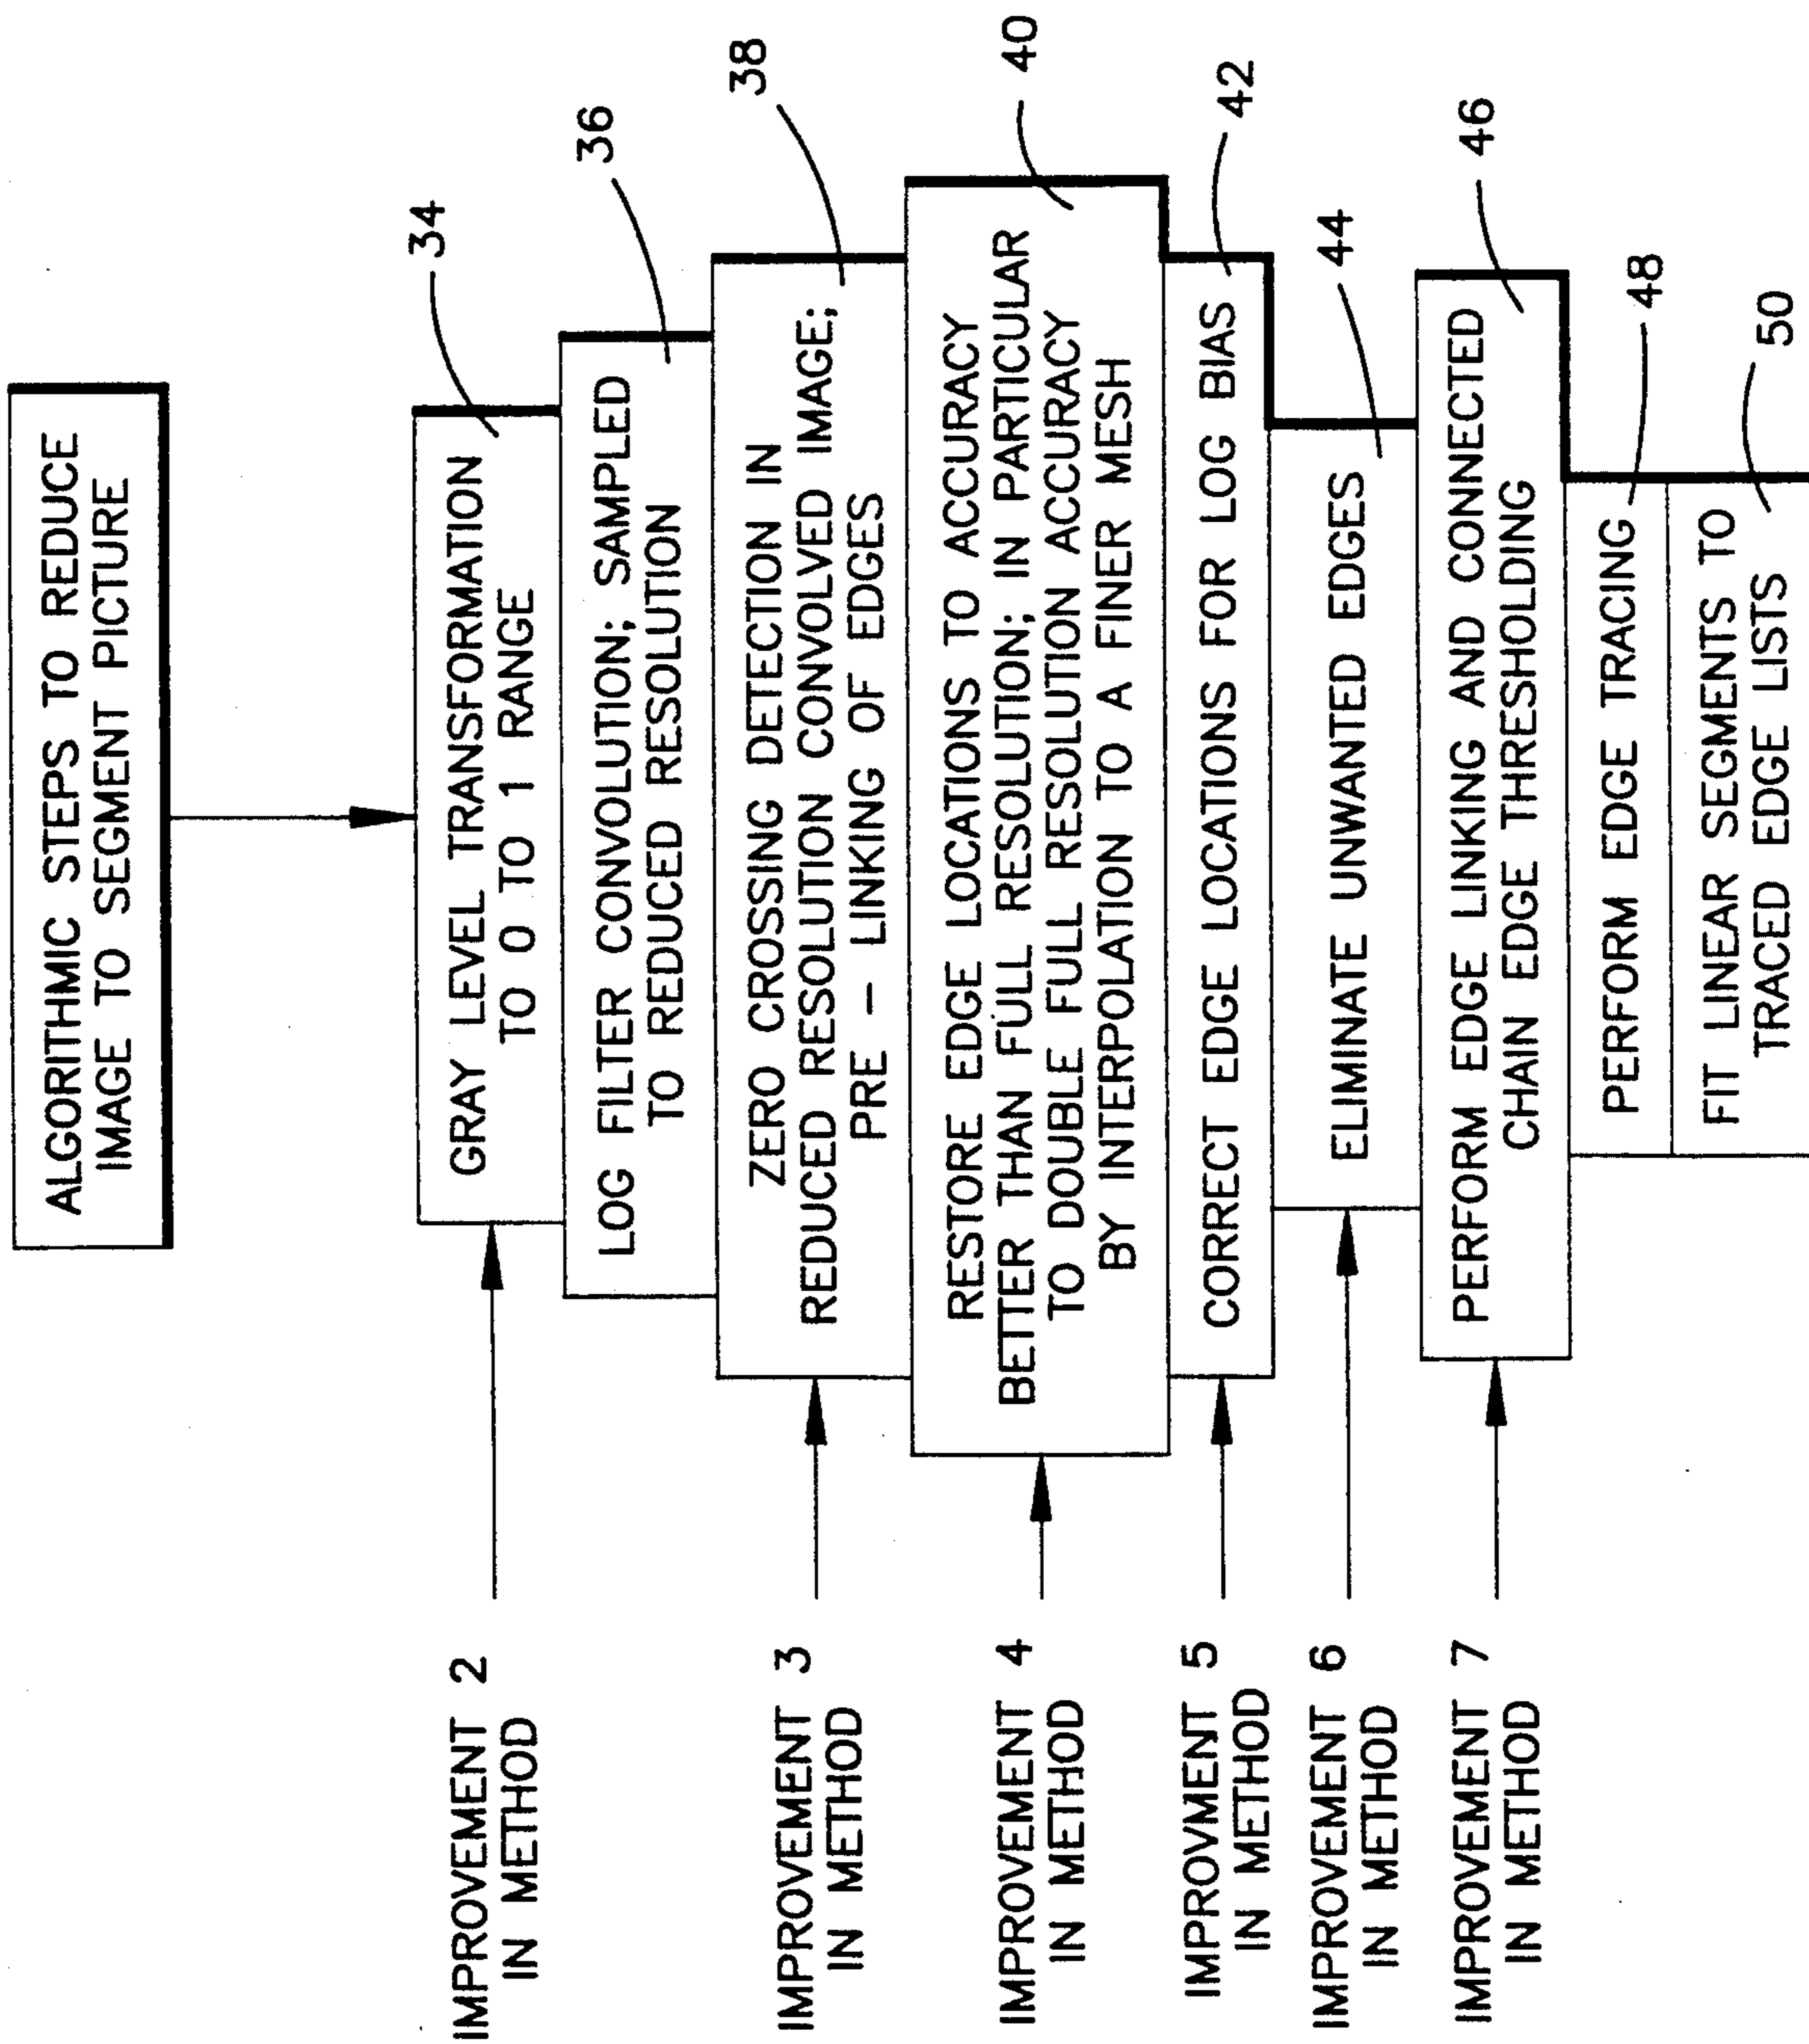 ALGORITHMIC STEPS TO REDUCE
IMAGE TO SEGMENT PICTURE
IMPROVEMENT 2
IN METHOD
GRAY LEVEL TRANSFORMATION
TO 0 TO 1 RANGE
34
LOG FILTER CONVOLUTION; SAMPLED
TO REDUCED RESOLUTION
36
IMPROVEMENT 3
IN METHOD
ZERO CROSSING DETECTION IN
REDUCED RESOLUTION CONVOLVED IMAGE;
PRE – LINKING OF EDGES
38
IMPROVEMENT 4
IN METHOD
RESTORE EDGE LOCATIONS TO ACCURACY
BETTER THAN FULL RESOLUTION; IN PARTICULAR
TO DOUBLE FULL RESOLUTION ACCURACY
BY INTERPOLATION TO A FINER MESH
40
IMPROVMENT 5
IN METHOD
CORRECT EDGE LOCATIONS FOR LOG BIAS
42
IMPROVEMENT 6
IN METHOD
ELIMINATE UNWANTED EDGES
44
IMPROVEMENT 7
IN METHOD
PERFORM EDGE LINKING AND CONNECTED
CHAIN EDGE THRESHOLDING
46
PERFORM EDGE TRACING
48
FIT LINEAR SEGMENTS TO
TRACED EDGE LISTS
50